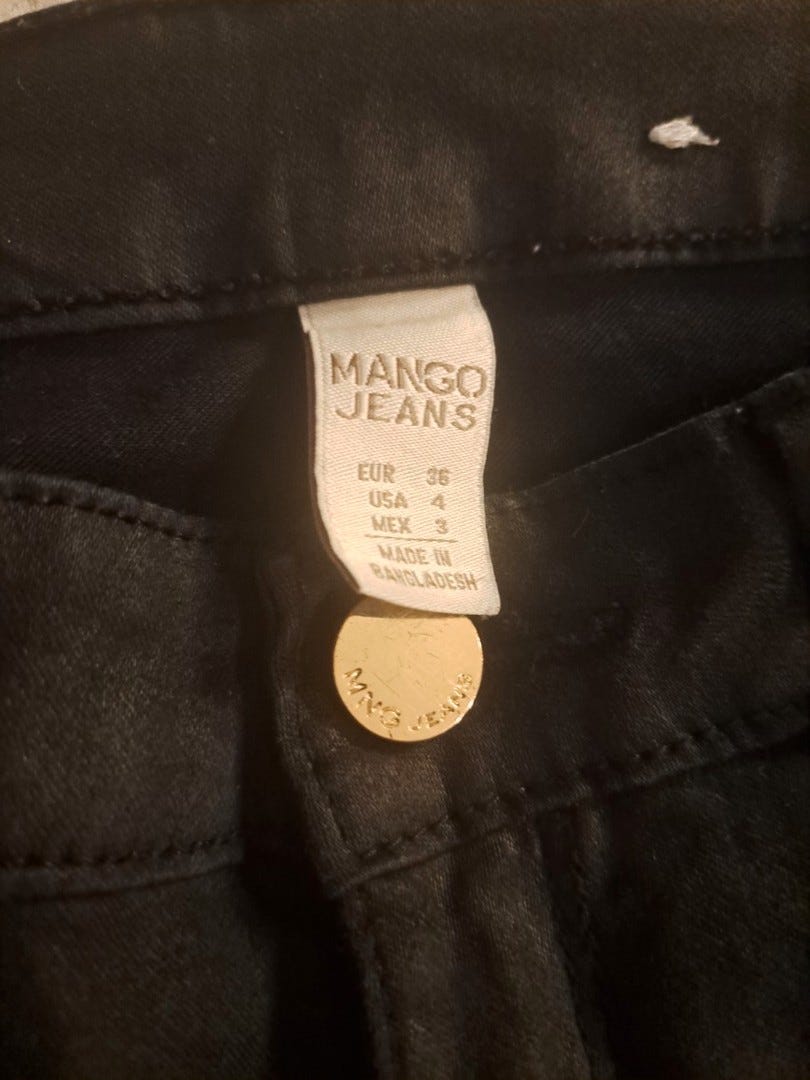 MANGO
JEANS
EUR 36
USA 4
MEX 3
MADE IN
BANGLADESH
MNG JEANS